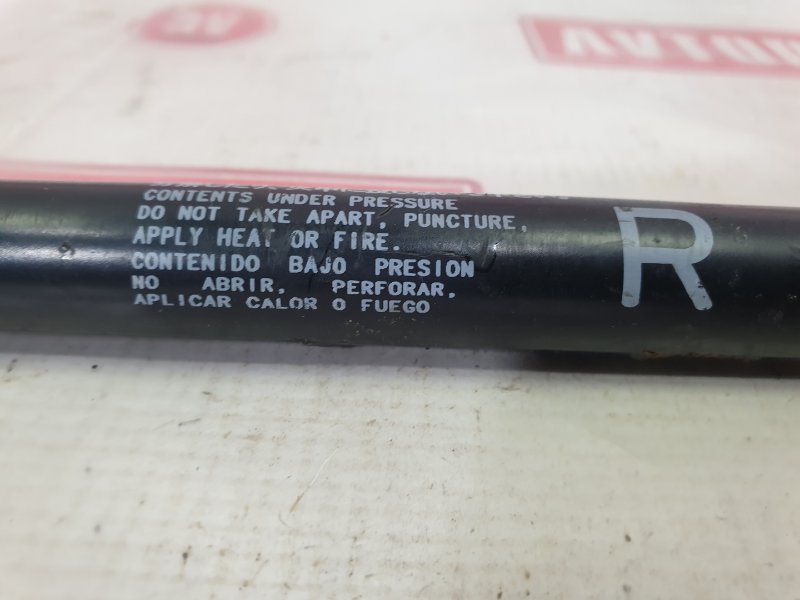 CONTENTS UNDER PRESSURE
DO NOT TAKE APART, PUNCTURE,
APPLY HEAT OR FIRE.
CONTENIDO BAJO PRESION
NO ABRIR, PERFORAR,
APLICAR CALOR O FUEGO
R